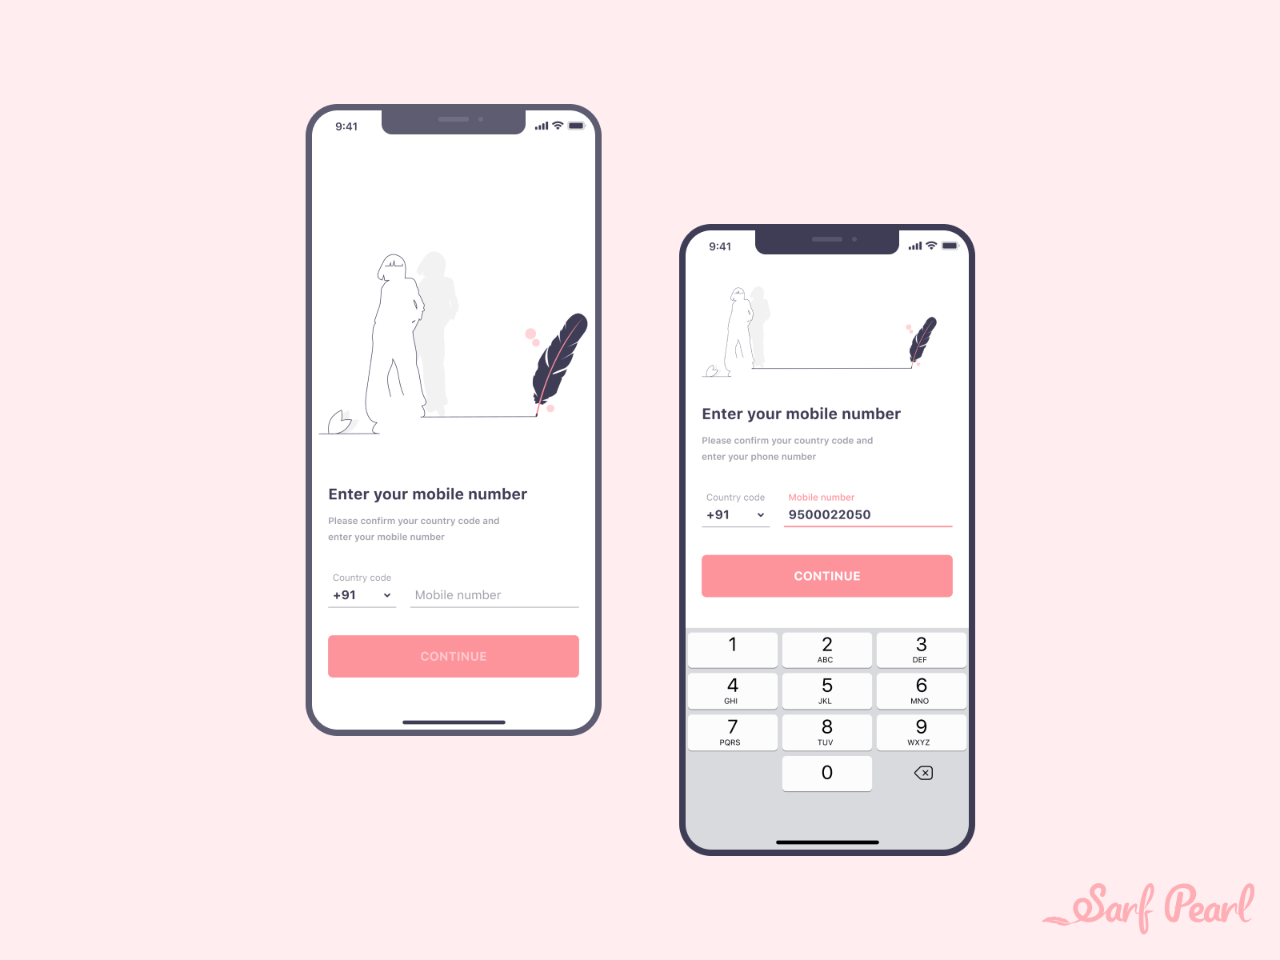 9:41
Enter your mobile number
Please confirm your country code and
enter your mobile number
Country code
+91
Mobile number
CONTINUE
9:41
Enter your mobile number
Please confirm your country code and
enter your phone number
Country code
Mobile number
+91
9500022050
CONTINUE
1 2 3
ABC DEF
4 5 6
GHI JKL MNO
7 8 9
PQRS TUV WXYZ
0
Sarf Pearl